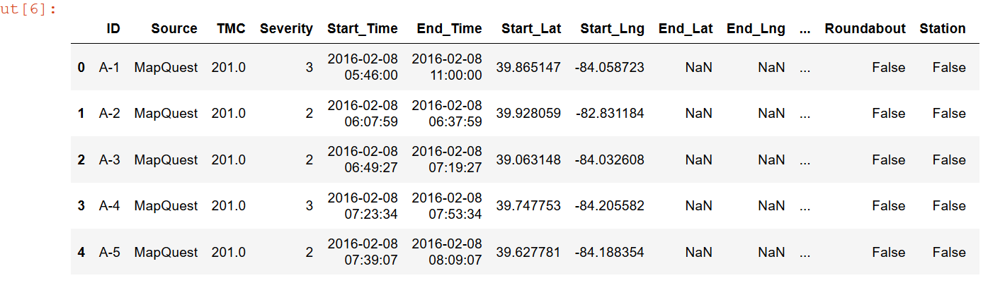 ut[6]:
ID Source TMC Severity Start_Time End_Time Start_Lat Start_Lng End_Lat End_Lng ... Roundabout Station
0 A-1 MapQuest 201.0 3 2016-02-08 05:46:00 2016-02-08 11:00:00 39.865147 -84.058723 NaN NaN ... False False
1 A-2 MapQuest 201.0 2 2016-02-08 06:07:59 2016-02-08 06:37:59 39.928059 -82.831184 NaN NaN ... False False
2 A-3 MapQuest 201.0 2 2016-02-08 06:49:27 2016-02-08 07:19:27 39.063148 -84.032608 NaN NaN ... False False
3 A-4 MapQuest 201.0 3 2016-02-08 07:23:34 2016-02-08 07:53:34 39.747753 -84.205582 NaN NaN ... False False
4 A-5 MapQuest 201.0 2 2016-02-08 07:39:07 2016-02-08 08:09:07 39.627781 -84.188354 NaN NaN ... False False